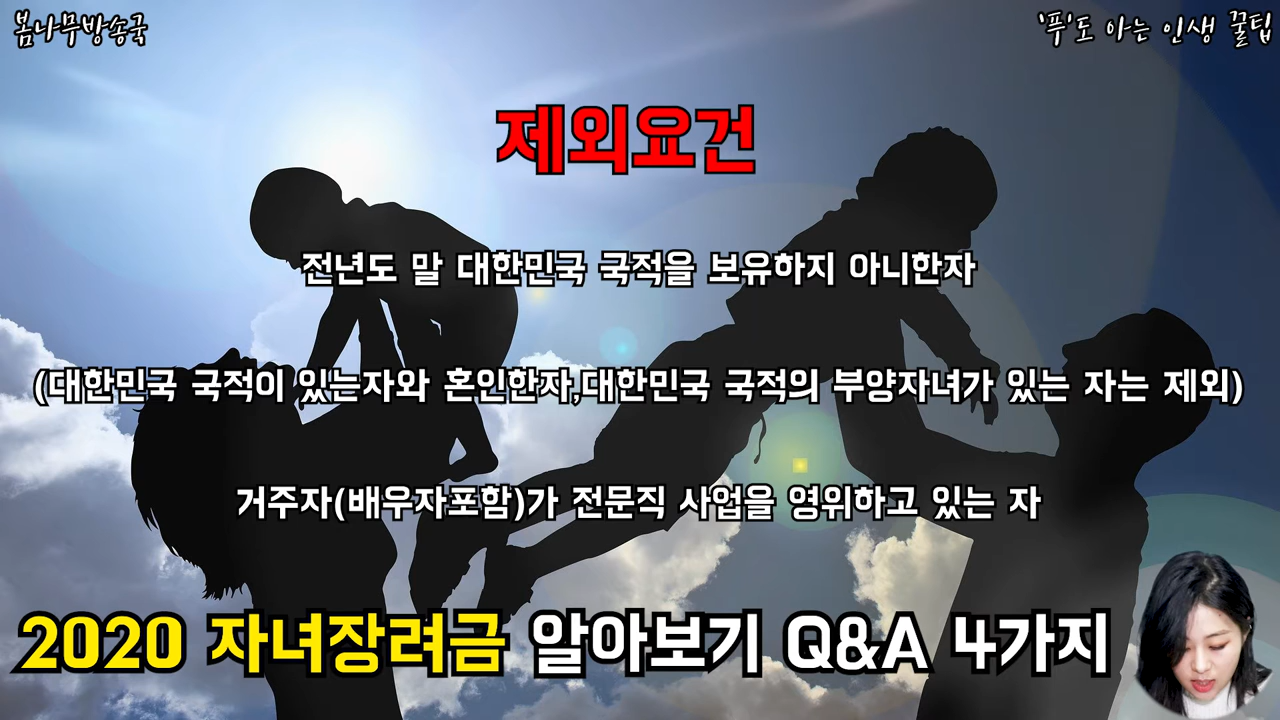 봄나무방송국
'푸'도 아는 인생 꿀팁
제외요건
전년도 말 대한민국 국적을 보유하지 아니한자
(대한민국 국적이 있는자와 혼인한자,대한민국 국적의 부양자녀가 있는 자는 제외)
거주자(배우자포함)가 전문직 사업을 영위하고 있는 자
2020 자녀장려금 알아보기 Q&A 4가지